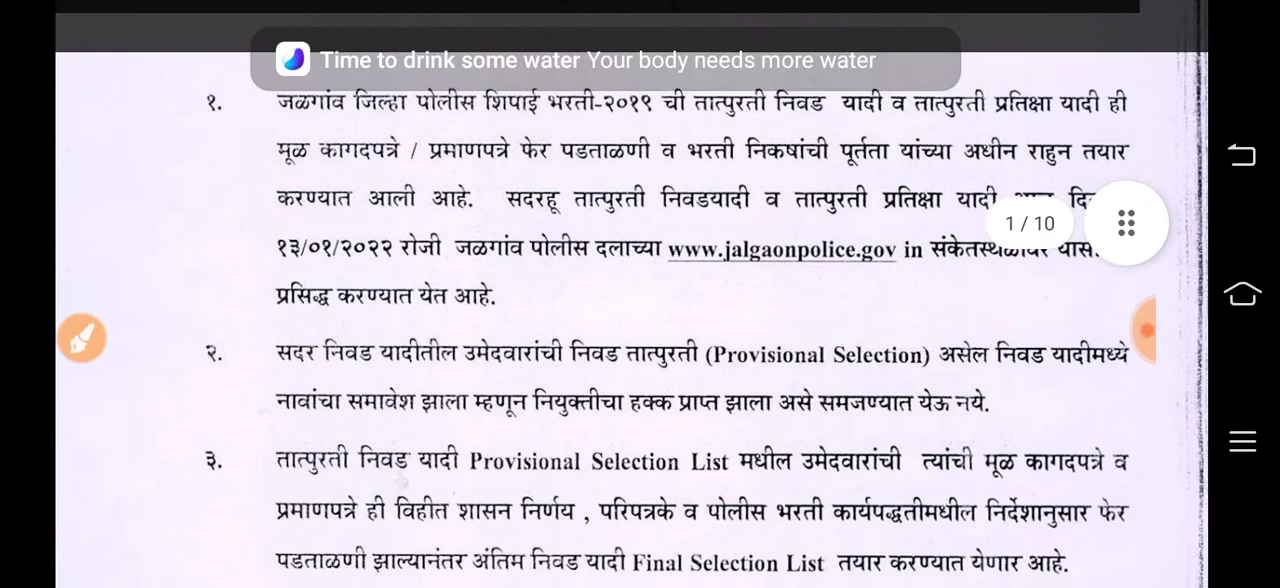 Time to drink some water Your body needs more water
१. जळगांव जिल्हा पोलीस शिपाई भरती-२०१९ ची तात्पुरती निवड यादी व तात्पुरती प्रतिक्षा यादी ही
मूळ कागदपत्रे / प्रमाणपत्रे फेर पडताळणी व भरती निकषांची पूर्तता यांच्या अधीन राहुन तयार
करण्यात आली आहे. सदरहू तात्पुरती निवडयादी व तात्पुरती प्रतिक्षा यादी
1 / 10
१३/०१/२०२२ रोजी जळगांव पोलीस दलाच्या www.jalgaonpolice.gov in संकेतस्थळावर
प्रसिद्ध करण्यात येत आहे.
२. सदर निवड यादीतील उमेदवारांची निवड तात्पुरती (Provisional Selection) असेल निवड यादीमध्ये
नावांचा समावेश झाला म्हणून नियुक्तीचा हक्क प्राप्त झाला असे समजण्यात येऊ नये.
३. तात्पुरती निवड यादी Provisional Selection List मधील उमेदवारांची त्यांची मूळ कागदपत्रे व
प्रमाणपत्रे ही विहीत शासन निर्णय , परिपत्रके व पोलीस भरती कार्यपद्धतीमधील निर्देशानुसार फेर
पडताळणी झाल्यानंतर अंतिम निवड यादी Final Selection List तयार करण्यात येणार आहे.